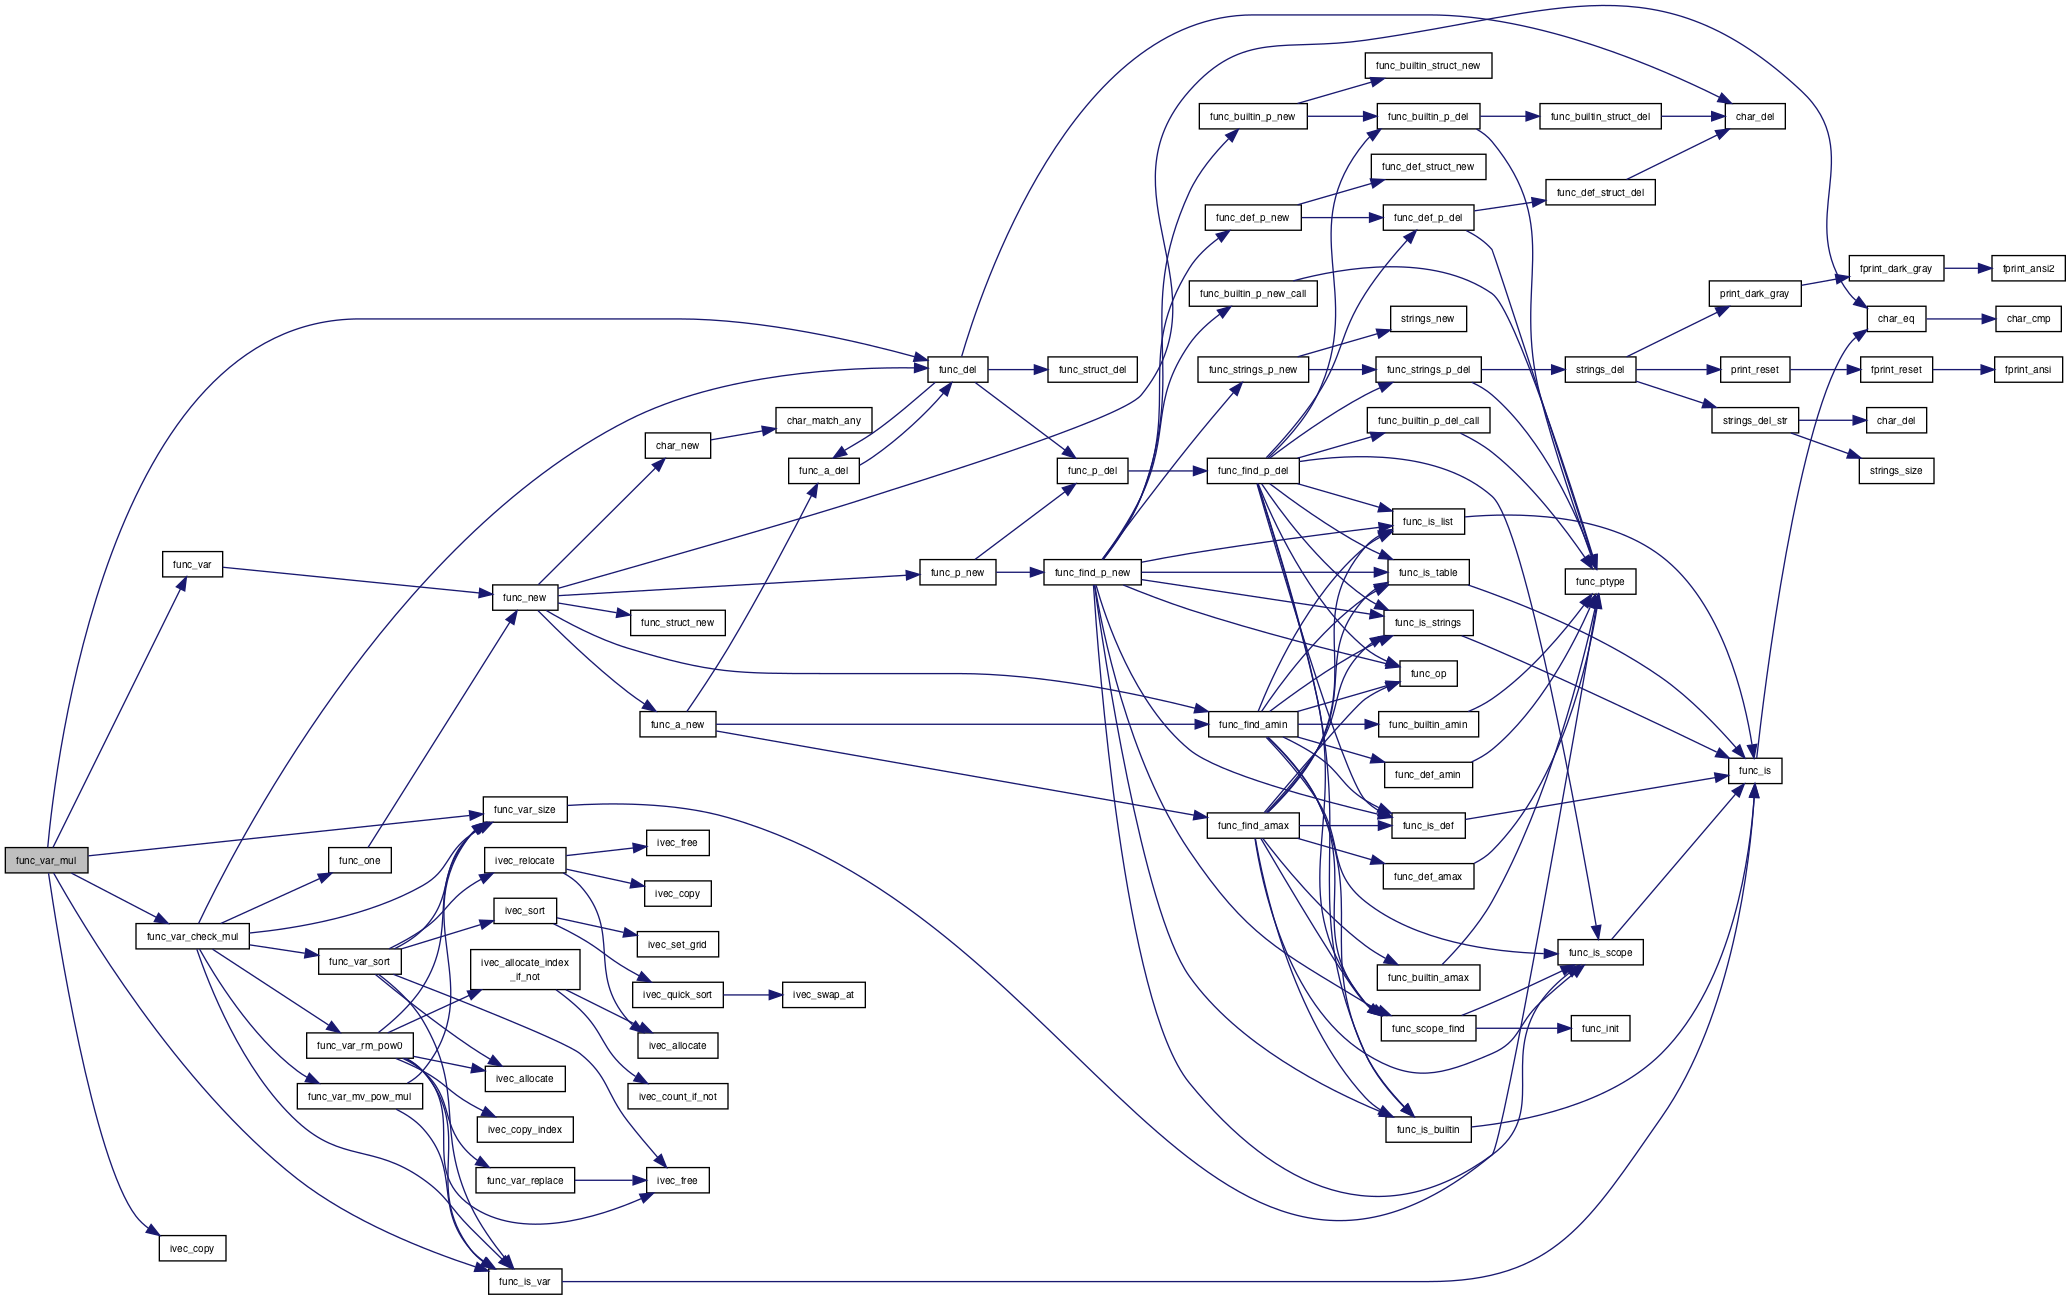 func_var_mul
func_var
func_var_check_mul
ivec_copy
func_one
func_var_sort
func_var_rm_pow0
func_var_mv_pow_mul
func_new
func_var_size
ivec_relocate
ivec_sort
ivec_allocate_index
_if_not
ivec_allocate
ivec_copy_index
func_var_replace
func_is_var
char_new
func_struct_new
func_a_new
ivec_free
ivec_copy
ivec_set_grid
ivec_quick_sort
ivec_allocate
ivec_count_if_not
ivec_free
char_match_any
func_a_del
ivec_swap_at
func_del
func_p_new
func_struct_del
func_p_del
func_find_p_new
func_builtin_p_new
func_def_p_new
func_builtin_p_new_call
func_strings_p_new
func_find_p_del
func_find_amin
func_find_amax
func_builtin_struct_new
func_builtin_p_del
func_def_struct_new
func_def_p_del
strings_new
func_strings_p_del
func_builtin_p_del_call
func_is_list
func_is_table
func_is_strings
func_op
func_builtin_amin
func_def_amin
func_is_def
func_def_amax
func_builtin_amax
func_scope_find
func_is_builtin
func_builtin_struct_del
func_def_struct_del
strings_del
func_ptype
func_is_scope
func_init
char_del
print_dark_gray
print_reset
strings_del_str
func_is
fprint_dark_gray
char_eq
fprint_reset
char_del
strings_size
fprint_ansi2
char_cmp
fprint_ansi